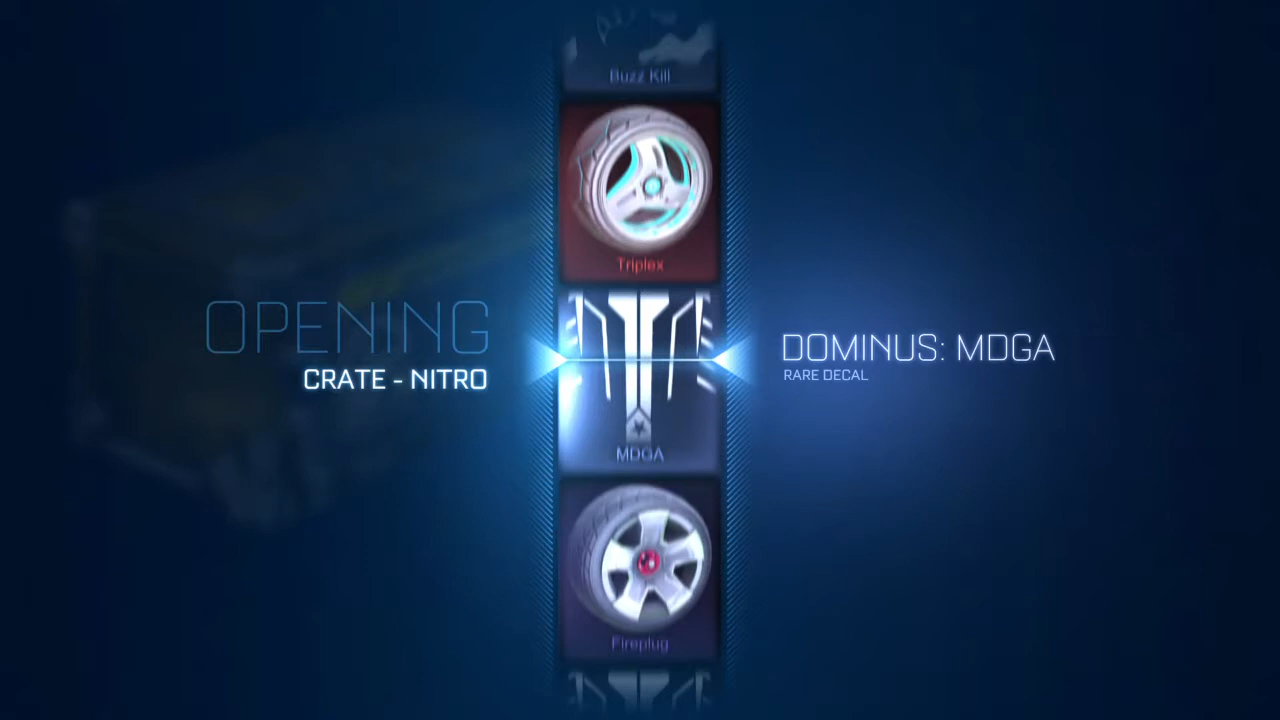 Buzz Kill
Triplex
OPENING
CRATE - NITRO
DOMINUS: MDGA
RARE DECAL
MDGA
Fireplug